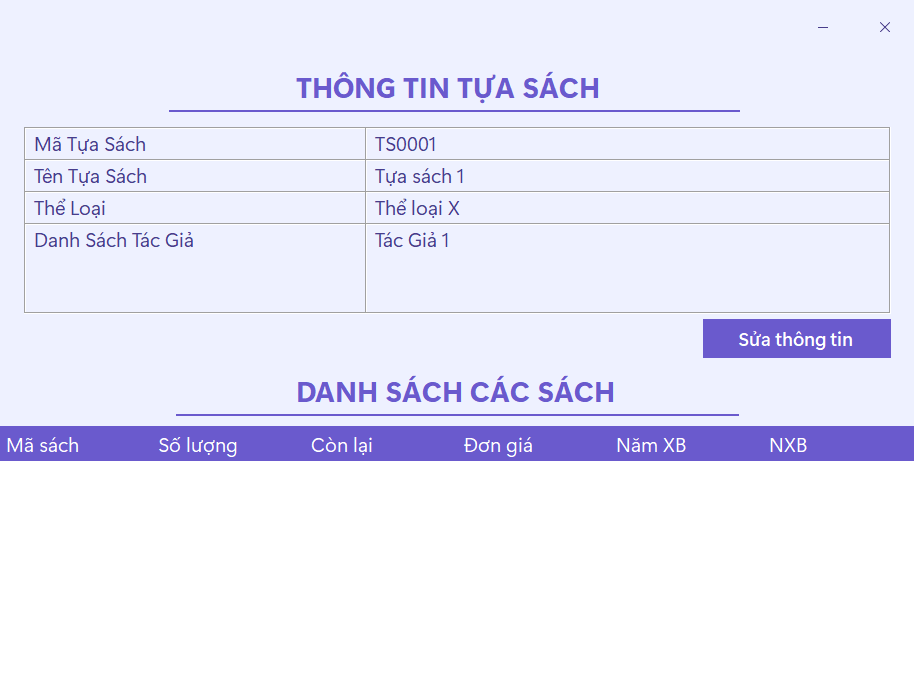 THÔNG TIN TỰA SÁCH
Mã Tựa Sách TS0001
Tên Tựa Sách Tựa sách 1
Thể Loại Thể loại X
Danh Sách Tác Giả Tác Giả 1
Sửa thông tin
DANH SÁCH CÁC SÁCH
Mã sách Số lượng Còn lại Đơn giá Năm XB NXB